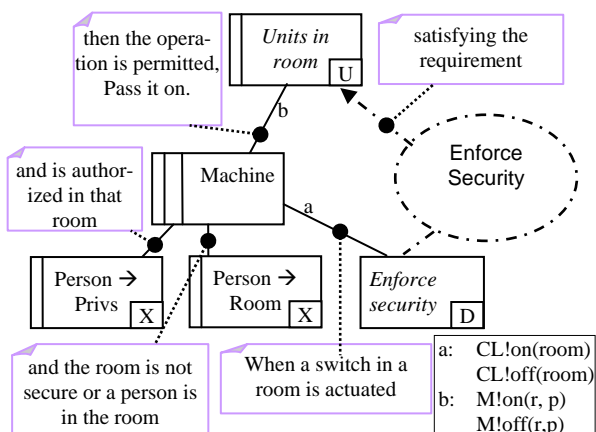 then the opera-
tion is permitted,
Pass it on.
Units in
room
U
satisfying the
requirement
b
Enforce
Security
and is author-
ized in that
room
Machine
a
Person →
Privs
X
Person →
Room
X
Enforce
security
D
and the room is not
secure or a person is
in the room
When a switch in a
room is actuated
a: CL!on(room)
CL!off(room)
b: M!on(r, p)
M!off(r,p)